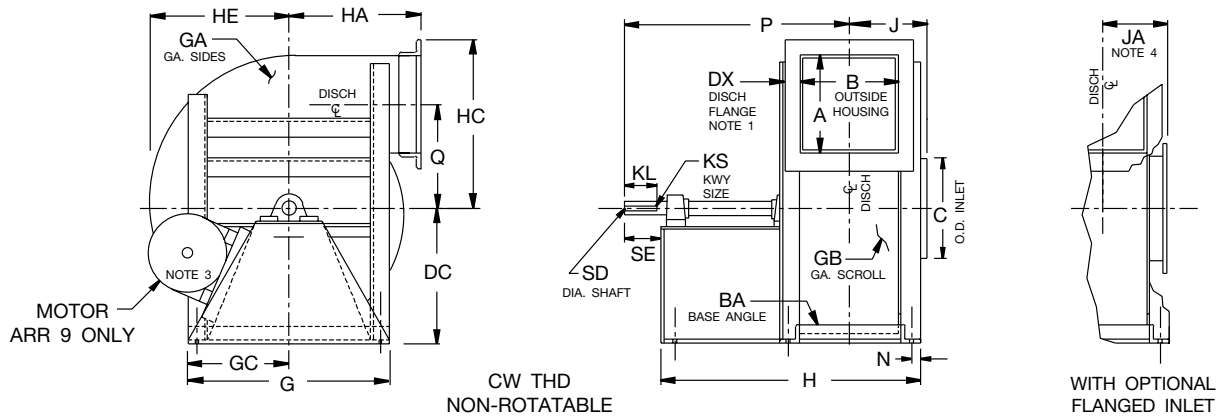 HE
HA
GA
GA. SIDES
DISCH
C
L
HC
Q
NOTE 3
DC
MOTOR
ARR 9 ONLY
GC
G
CW THD
NON-ROTATABLE
P
J
DX
DISCH
FLANGE
NOTE 1
B
OUTSIDE
HOUSING
A
KL
KS
KWY
SIZE
C
L
DISCH
C
O.D. INLET
SE
SD
DIA. SHAFT
GB
GA. SCROLL
BA
BASE ANGLE
N
H
JA
NOTE 4
DISCH
C
L
WITH OPTIONAL
FLANGED INLET